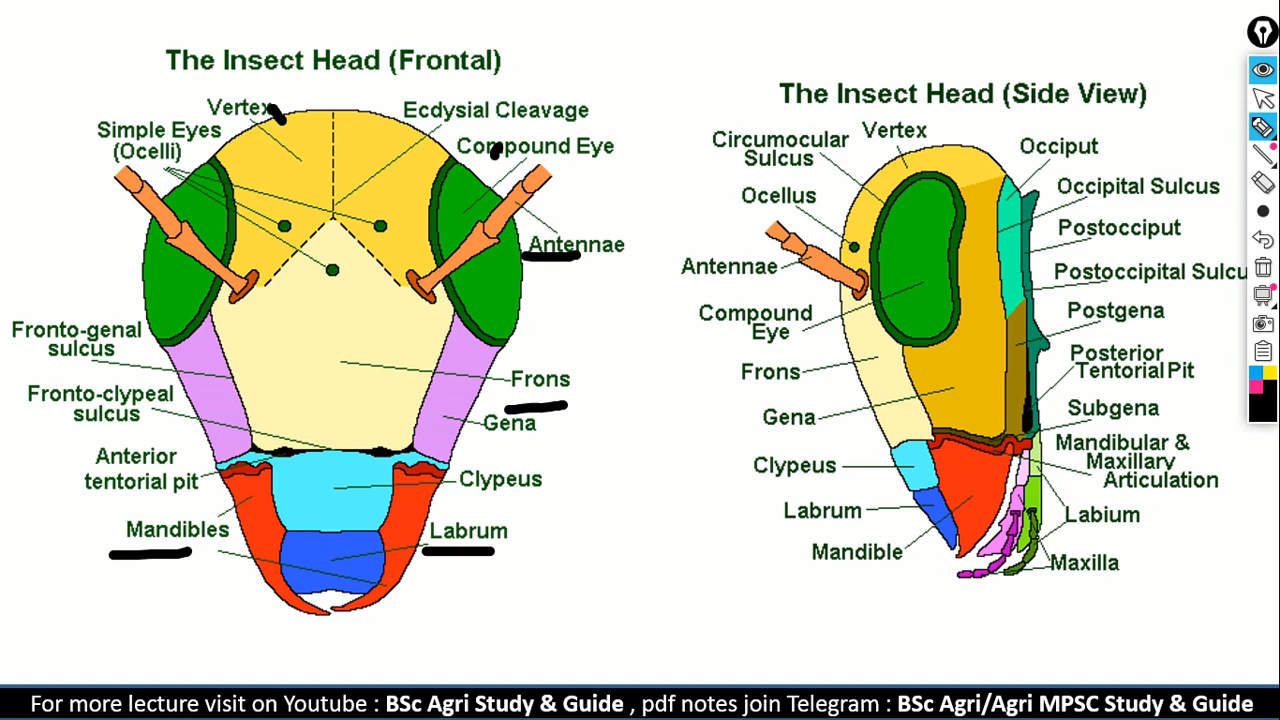 The Insect Head (Frontal)
Vertex
Ecdysial Cleavage
Simple Eyes
(Ocelli)
Compound Eye
Antennae
Fronto-genal
sulcus
Frons
Fronto-clypeal
sulcus
Gena
Anterior
tentorial pit
Clypeus
Mandibles
Labrum
The Insect Head (Side View)
Circumocular
Sulcus
Vertex
Occiput
Ocellus
Occipital Sulcus
Postocciput
Antennae
Postoccipital Sulcu
Compound
Eye
Postgena
Frons
Posterior
Tentorial Pit
Gena
Subgena
Clypeus
Mandibular &
Maxillary
Articulation
Labrum
Labium
Mandible
Maxilla
For more lecture visit on Youtube : BSc Agri Study & Guide , pdf notes join Telegram : BSc Agri/Agri MPSC Study & Guide